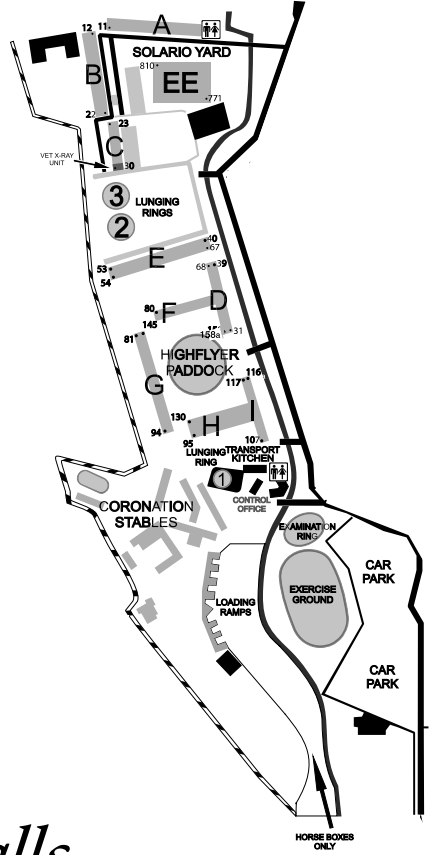 A
12 11
SOLARIO YARD
810
B
EE
771
23
C
VET X-RAY
UNIT
30
3
LUNGING
RINGS
2
40
67
E
53
68 39
54
D
80 F
145
31
158a
81
HIGHFLYER
PADDOCK
116
117
G
130
I
H
94
95
107
LUNGING
RING
TRANSPORT
KITCHEN
1
CONTROL
OFFICE
CORONATION
STABLES
EXAMINATION
RING
CAR
PARK
EXERCISE
GROUND
LOADING
RAMPS
CAR
PARK
HORSE BOXES
ONLY